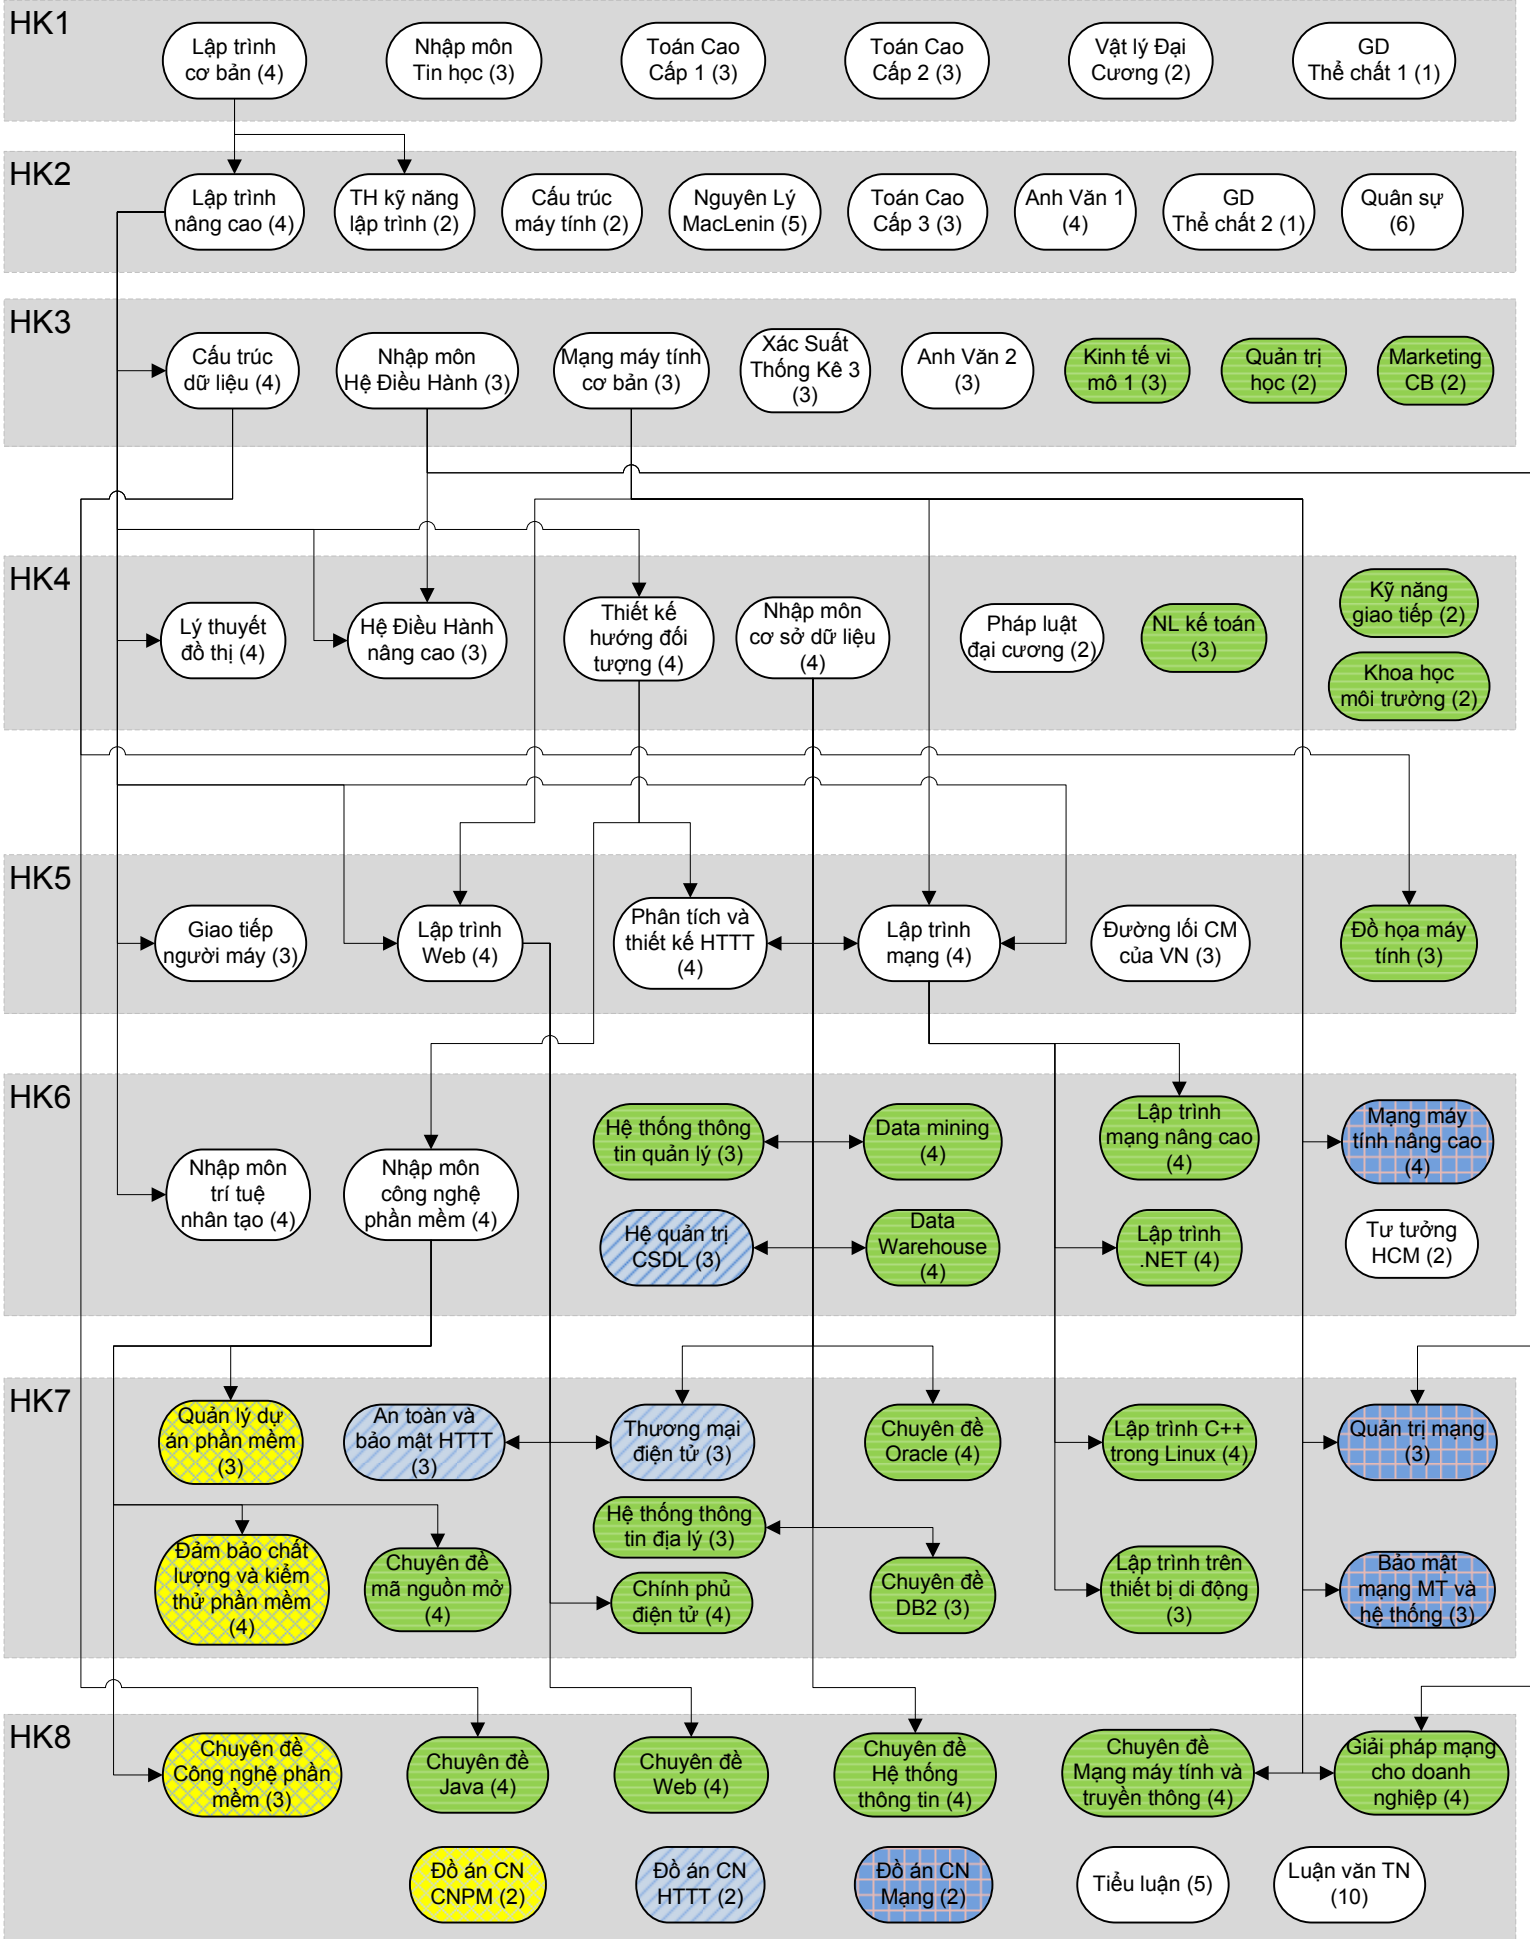 HK1
Lập trình
cơ bản (4)
Nhập môn
Tin học (3)
Toán Cao
Cấp 1 (3)
Toán Cao
Cấp 2 (3)
Vật lý Đại
Cương (2)
GD
Thể chất 1 (1)
HK2
Lập trình
nâng cao (4)
TH kỹ năng
lập trình (2)
Cấu trúc
máy tính (2)
Nguyên Lý
MacLenin (5)
Toán Cao
Cấp 3 (3)
Anh Văn 1
(4)
GD
Thể chất 2 (1)
Quân sự
(6)
HK3
Cấu trúc
dữ liệu (4)
Nhập môn
Hệ Điều Hành (3)
Mạng máy tính
cơ bản (3)
Xác Suất
Thống Kê 3
(3)
Anh Văn 2
(3)
Kinh tế vi
mô 1 (3)
Quản trị
học (2)
Marketing
CB (2)
HK4
Lý thuyết
đồ thị (4)
Hệ Điều Hành
nâng cao (3)
Thiết kế
hướng đối
tượng (4)
Nhập môn
cơ sở dữ liệu
(4)
Pháp luật
đại cương (2)
NL kế toán
(3)
Kỹ năng
giao tiếp (2)
Khoa học
môi trường (2)
HK5
Giao tiếp
người máy (3)
Lập trình
Web (4)
Phân tích và
thiết kế HTTT
(4)
Lập trình
mạng (4)
Đường lối CM
của VN (3)
Đồ họa máy
tính (3)
HK6
Nhập môn
trí tuệ
nhân tạo (4)
Nhập môn
công nghệ
phần mềm (4)
Hệ thống thông
tin quản lý (3)
Data mining
(4)
Lập trình
mạng nâng cao
(4)
Mạng máy
tính nâng cao
(4)
Hệ quản trị
CSDL (3)
Data
Warehouse
(4)
Lập trình
.NET (4)
Tư tưởng
HCM (2)
HK7
Quản lý dự
án phần mềm
(3)
An toàn và
bảo mật HTTT
(3)
Thương mại
điện tử (3)
Chuyên đề
Oracle (4)
Lập trình C++
trong Linux (4)
Quản trị mạng
(3)
Đảm bảo chất
lượng và kiểm
thử phần mềm
(4)
Chuyên đề
mã nguồn mở
(4)
Hệ thống thông
tin địa lý (3)
Chính phủ
điện tử (4)
Chuyên đề
DB2 (3)
Lập trình trên
thiết bị di động
(3)
Bảo mật
mạng MT và
hệ thống (3)
HK8
Chuyên đề
Công nghệ phần
mềm (3)
Chuyên đề
Java (4)
Chuyên đề
Web (4)
Chuyên đề
Hệ thống
thông tin (4)
Chuyên đề
Mạng máy tính và
truyền thông (4)
Giải pháp mạng
cho doanh
nghiệp (4)
Đồ án CN
CNPM (2)
Đồ án CN
HTTT (2)
Đồ án CN
Mạng (2)
Tiểu luận (5)
Luận văn TN
(10)